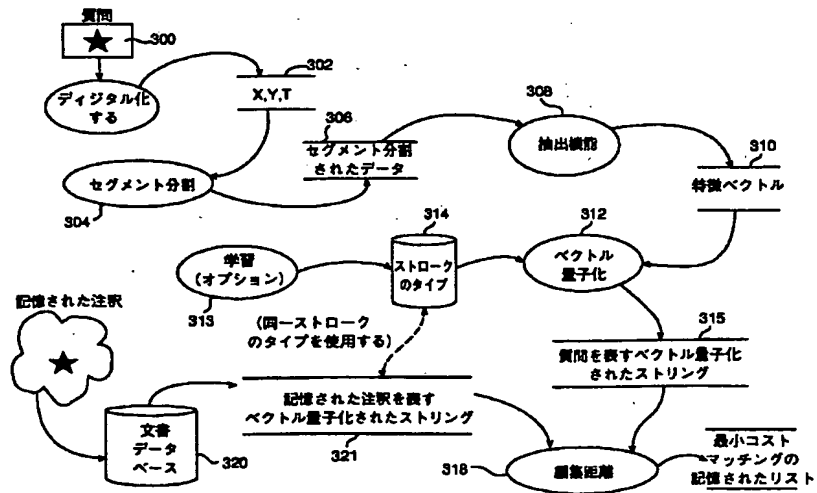 質問
300
302
ディジタル化
する
X,Y,T
306
308
セグメント分割
されたデータ
抽出機能
310
特徴ベクトル
セグメント分割
304
314
312
学習
(オプション)
313
ストローク
のタイプ
ベクトル
量子化
記憶された注釈
(同一ストローク
のタイプを使用する)
315
質問を表すベクトル量子化
されたストリング
記憶された注釈を表す
ベクトル量子化されたストリング
321
文書
データ
ベース
320
318
編集距離
最小コスト
マッチングの
記憶されたリスト